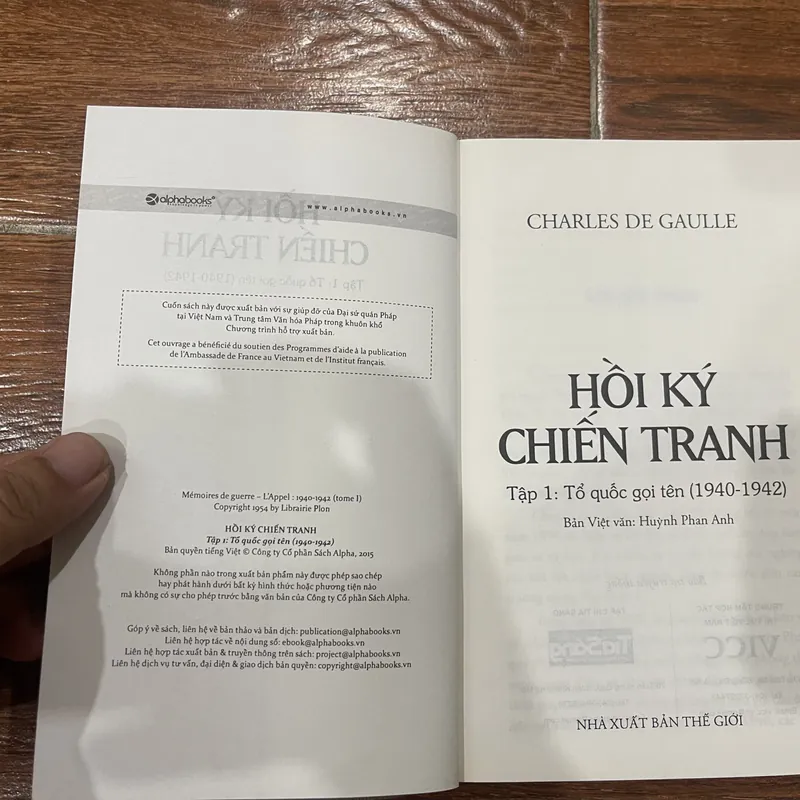 alphabooks®
www.alphabooks.vn
Cuốn sách này được xuất bản với sự giúp đỡ của Đại sứ quán Pháp
tại Việt Nam và Trung tâm Văn hóa Pháp trong khuôn khổ
Chương trình hỗ trợ xuất bản.
Cet ouvrage a bénéficié du soutien des Programmes d'aide à la publication
de l'Ambassade de France au Vietnam et de l'Institut français.
Mémoires de guerre – L'Appel : 1940-1942 (tome I)
Copyright 1954 by Librairie Plon
HỒI KÝ CHIẾN TRANH
Tập 1: Tổ quốc gọi tên (1940-1942)
Bản quyền tiếng Việt © Công ty Cổ phần Sách Alpha, 2015
Không phần nào trong xuất bản phẩm này được phép sao chép
hay phát hành dưới bất kỳ hình thức hoặc phương tiện nào
mà không có sự cho phép trước bằng văn bản của Công ty Cổ phần Sách Alpha.
Góp ý về sách, liên hệ về bản thảo và bản dịch: publication@alphabooks.vn
Liên hệ hợp tác về nội dung số: ebook@alphabooks.vn
Liên hệ hợp tác xuất bản & truyền thông trên sách: project@alphabooks.vn
Liên hệ dịch vụ tư vấn, đại diện & giao dịch bản quyền: copyright@alphabooks.vn
CHARLES DE GAULLE
HỒI KÝ
CHIẾN TRANH
Tập 1: Tổ quốc gọi tên (1940-1942)
Bản Việt văn: Huỳnh Phan Anh
NHÀ XUẤT BẢN THẾ GIỚI